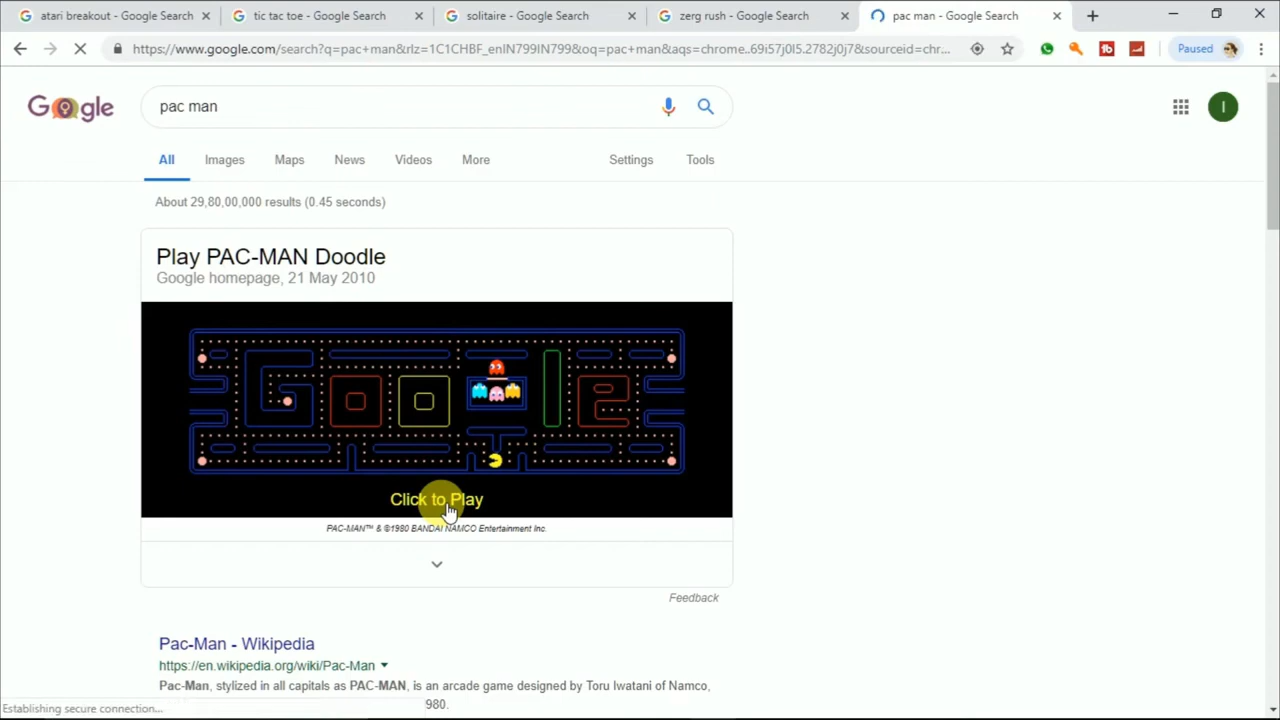 atari breakout - Google Search
tic tac toe - Google Search
solitaire - Google Search
zerg rush - Google Search
pac man - Google Search
https://www.google.com/search?q=pac+man&rlz=1C1CHBF_enIN799IN799&oq=pac+man&aqs=chrome..69i57j0l5.2782j0j7&sourceid=chr...
Paused
Google
pac man
I
All Images Maps News Videos More Settings Tools
About 29,80,00,000 results (0.45 seconds)
Play PAC-MAN Doodle
Google homepage, 21 May 2010
Goo le
Click to Play
PAC-MAN™ & ©1980 BANDAI NAMCO Entertainment Inc.
Feedback
Pac-Man - Wikipedia
https://en.wikipedia.org/wiki/Pac-Man
Pac-Man, stylized in all capitals as PAC-MAN, is an arcade game designed by Toru Iwatani of Namco,
980.
Establishing secure connection...